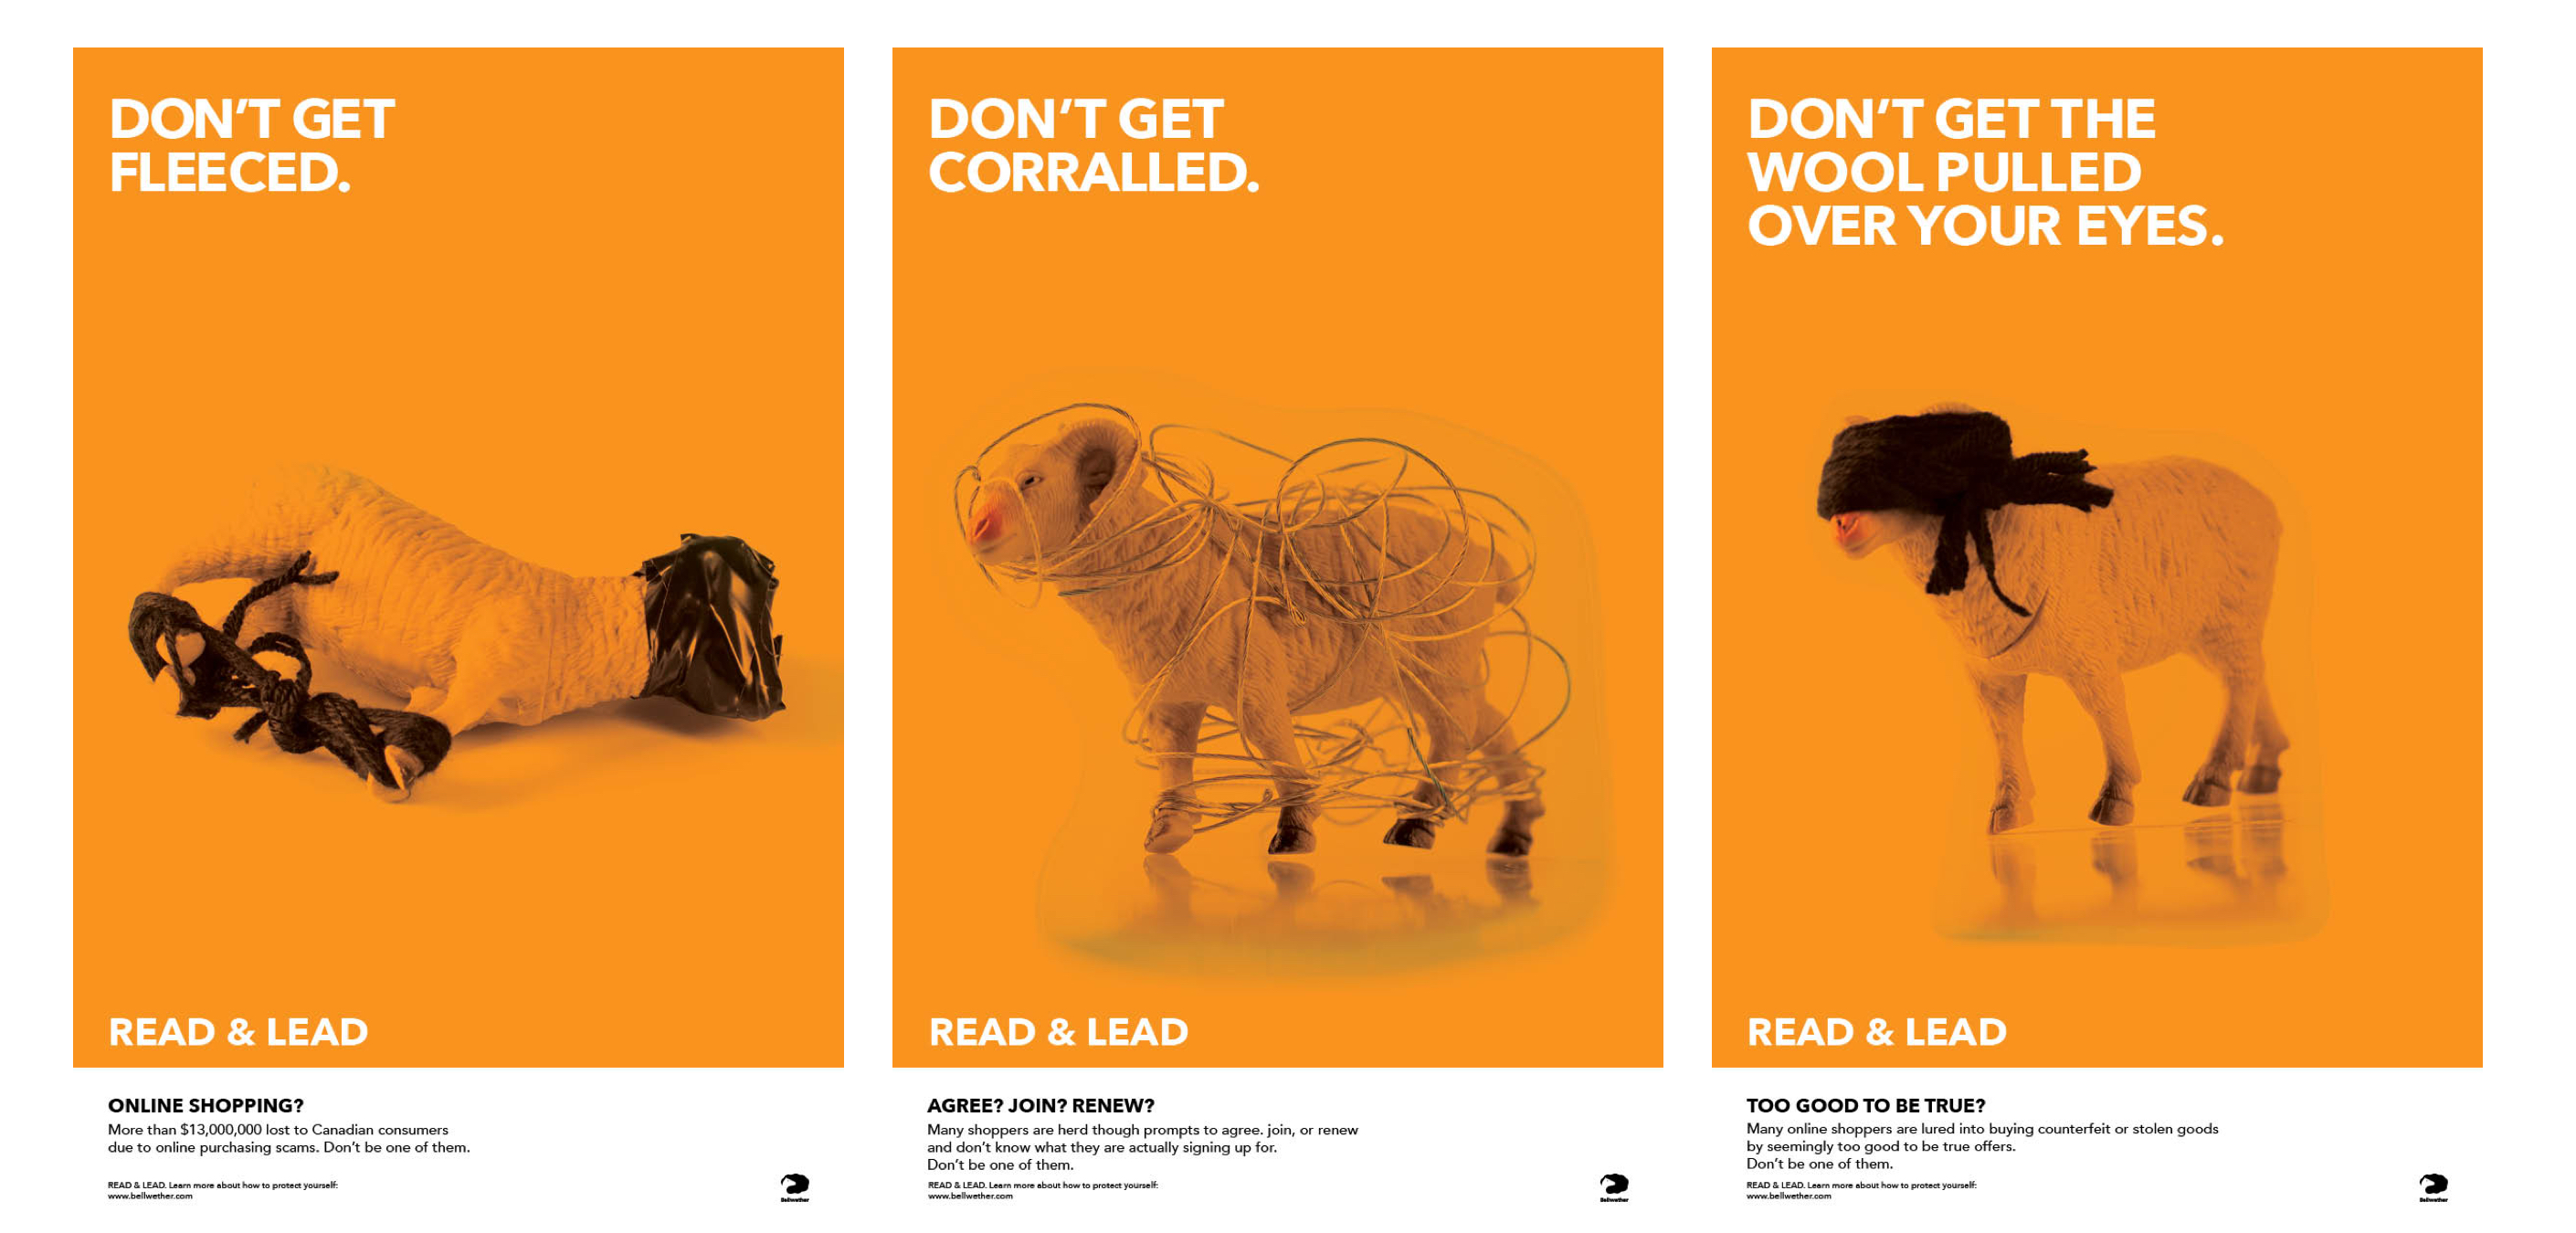 DON'T GET
FLEECED.
READ & LEAD
ONLINE SHOPPING?
More than $13,000,000 lost to Canadian consumers
due to online purchasing scams. Don't be one of them.
READ & LEAD. Learn more about how to protect yourself:
www.bellwether.com
Bellwether
DON'T GET
CORRALLED.
READ & LEAD
AGREE? JOIN? RENEW?
Many shoppers are herd though prompts to agree. join, or renew
and don't know what they are actually signing up for.
Don't be one of them.
READ & LEAD. Learn more about how to protect yourself:
www.bellwether.com
Bellwether
DON'T GET THE
WOOL PULLED
OVER YOUR EYES.
READ & LEAD
TOO GOOD TO BE TRUE?
Many online shoppers are lured into buying counterfeit or stolen goods
by seemingly too good to be true offers.
Don't be one of them.
READ & LEAD. Learn more about how to protect yourself:
www.bellwether.com
Bellwether